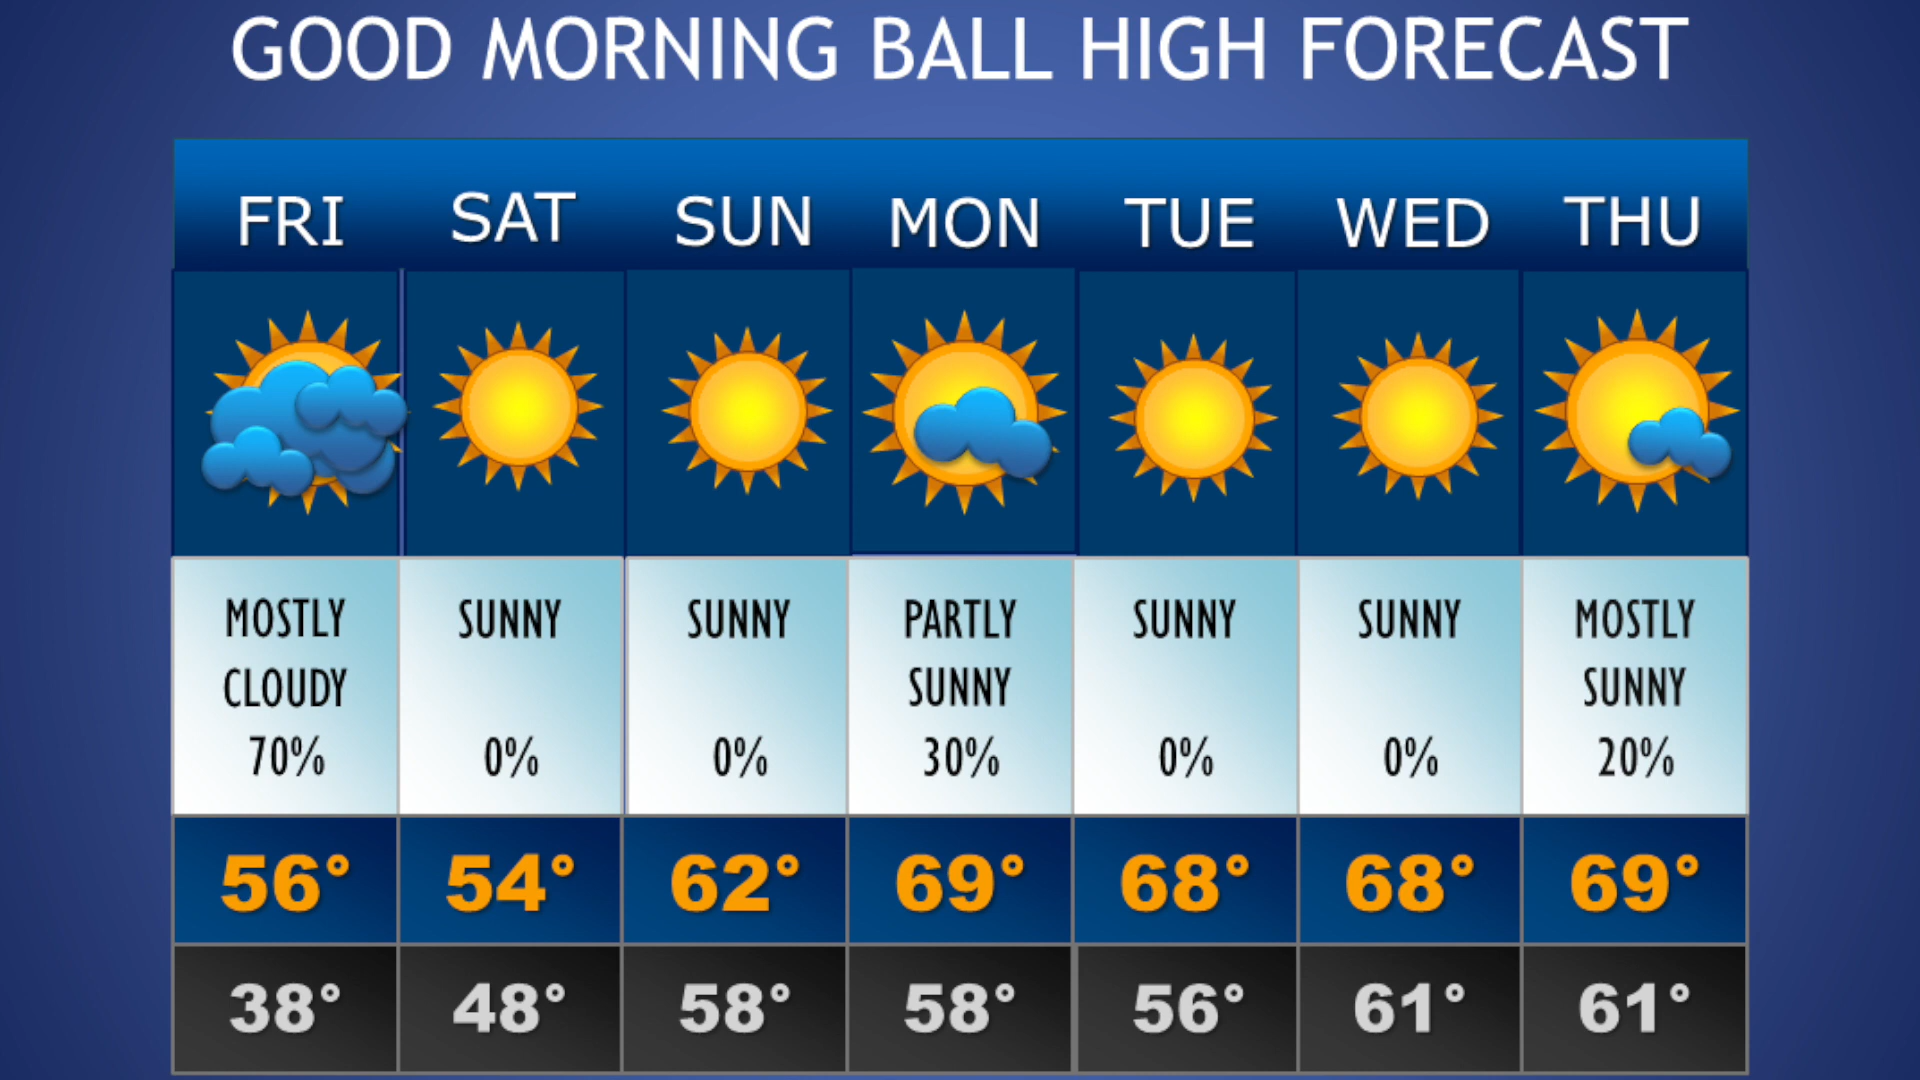 GOOD MORNING BALL HIGH FORECAST
FRI SAT SUN MON TUE WED THU
MOSTLY CLOUDY 70%
SUNNY 0%
SUNNY 0%
PARTLY SUNNY 30%
SUNNY 0%
SUNNY 0%
MOSTLY SUNNY 20%
56° 54° 62° 69° 68° 68° 69°
38° 48° 58° 58° 56° 61° 61°